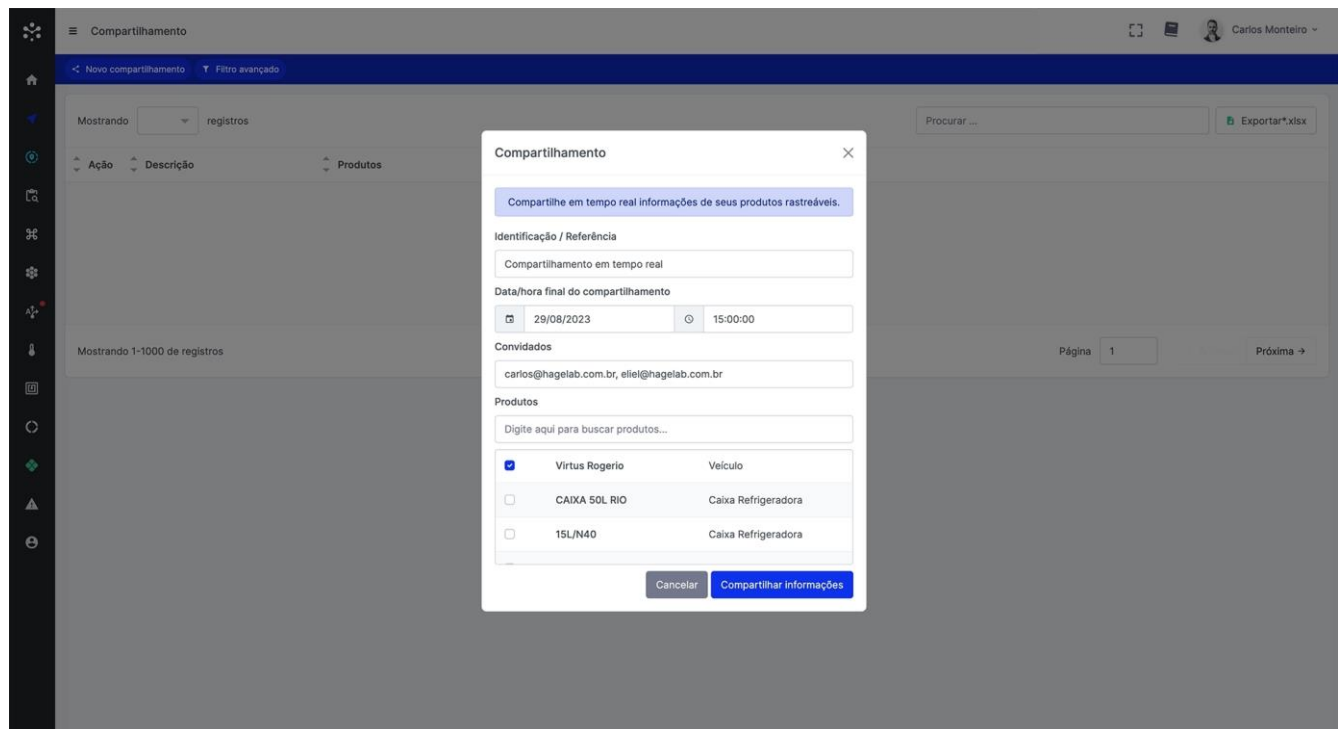 Compartilhamento
Carlos Monteiro
Novo compartilhamento
Filtro avançado
Mostrando registros
Procurar ...
Exportar*.xlsx
Ação
Descrição
Produtos
Compartilhamento
Compartilhe em tempo real informações de seus produtos rastreáveis.
Identificação / Referência
Compartilhamento em tempo real
Data/hora final do compartilhamento
29/08/2023
15:00:00
Convidados
carlos@hagelab.com.br, eliel@hagelab.com.br
Produtos
Digite aqui para buscar produtos...
Virtus Rogerio Veículo
CAIXA 50L RIO Caixa Refrigeradora
15L/N40 Caixa Refrigeradora
Cancelar
Compartilhar informações
Mostrando 1-1000 de registros
Página 1
Próxima →